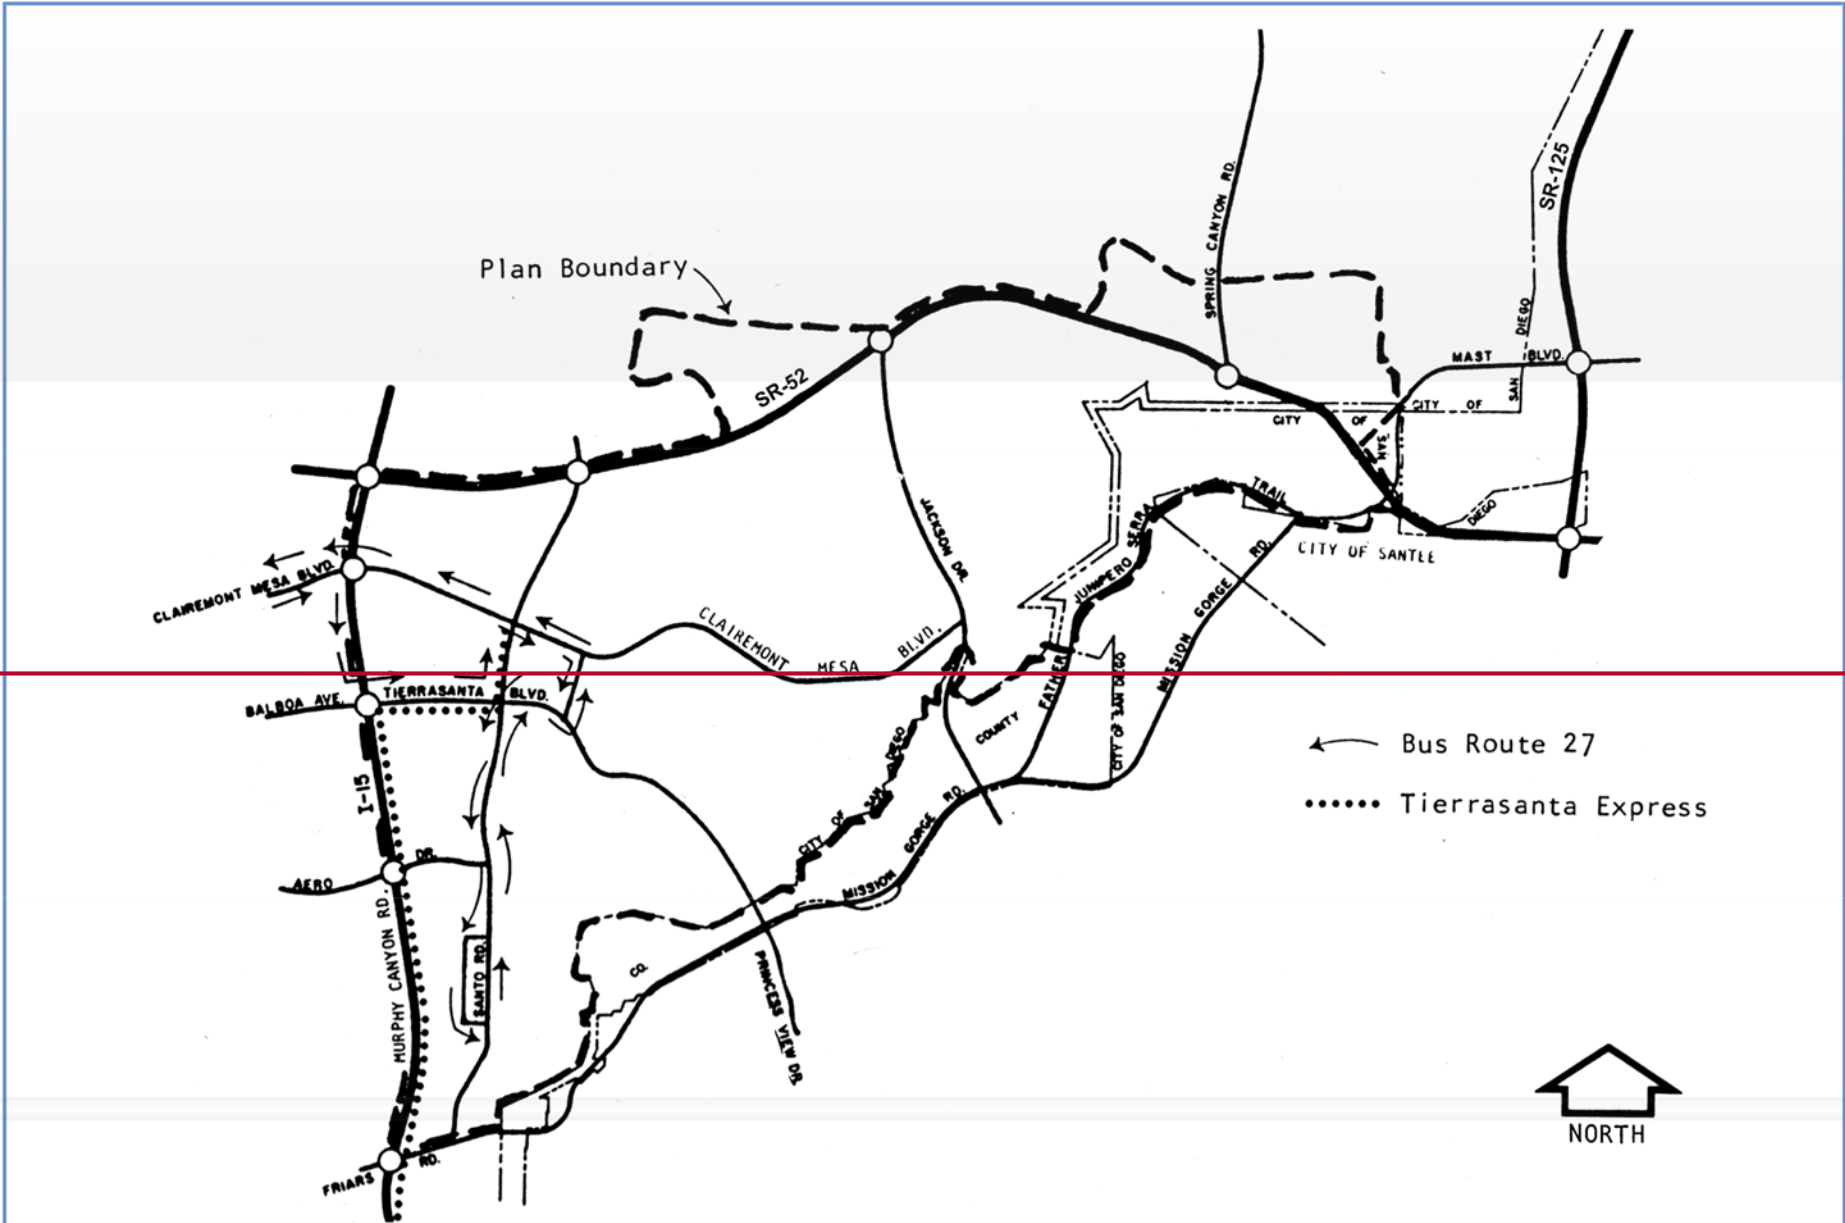 SPRING CANYON RD.
SR-125
Plan Boundary
SAN DIEGO
MAST BLVD.
SR-52
CITY OF
CITY OF
SAN
DIEGO
JACKSON DR.
TRAIL
CITY OF SANTEE
CLAIREMONT MESA BLVD.
FATHER JUNIPERO SERRA
MISSION GORGE RD.
CLAIREMONT MESA BLVD.
BALBOA AVE.
TIERRASANTA BLVD.
COUNTY
CITY OF SAN DIEGO
Bus Route 27
Tierrasanta Express
I-15
CITY OF SAN DIEGO
MISSION GORGE RD.
AERO DR.
MURPHY CANYON RD.
SANTO RD.
CO.
PRINCESS VIEW DR.
FRIARS RD.
NORTH